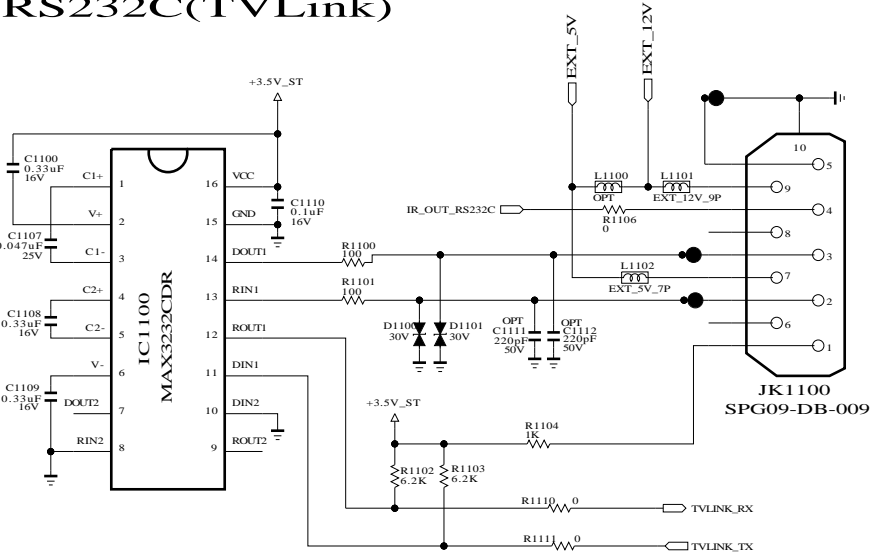 RS232C(TVLink)
EXT_5V
EXT_12V
+3.5V_ST
C1100
0.33uF
16V
C1+
1
16
VCC
V+
2
15
GND
C1110
0.1uF
16V
C1107
0.047uF
25V
C1-
3
14
DOUT1
R1100
100
C2+
4
13
RIN1
R1101
100
C1108
0.33uF
16V
C2-
5
12
ROUT1
V-
6
11
DIN1
C1109
0.33uF
16V
DOUT2
7
10
DIN2
RIN2
8
9
ROUT2
IC1100
MAX3232CDR
D1100
30V
D1101
30V
OPT
C1111
220pF
50V
OPT
C1112
220pF
50V
L1100
OPT
L1101
EXT_12V_9P
IR_OUT_RS232C
R1106
0
L1102
EXT_5V_7P
10
5
9
4
8
3
7
2
6
1
JK1100
SPG09-DB-009
+3.5V_ST
R1104
1K
R1102
6.2K
R1103
6.2K
R1110
0
TVLINK_RX
R1111
0
TVLINK_TX